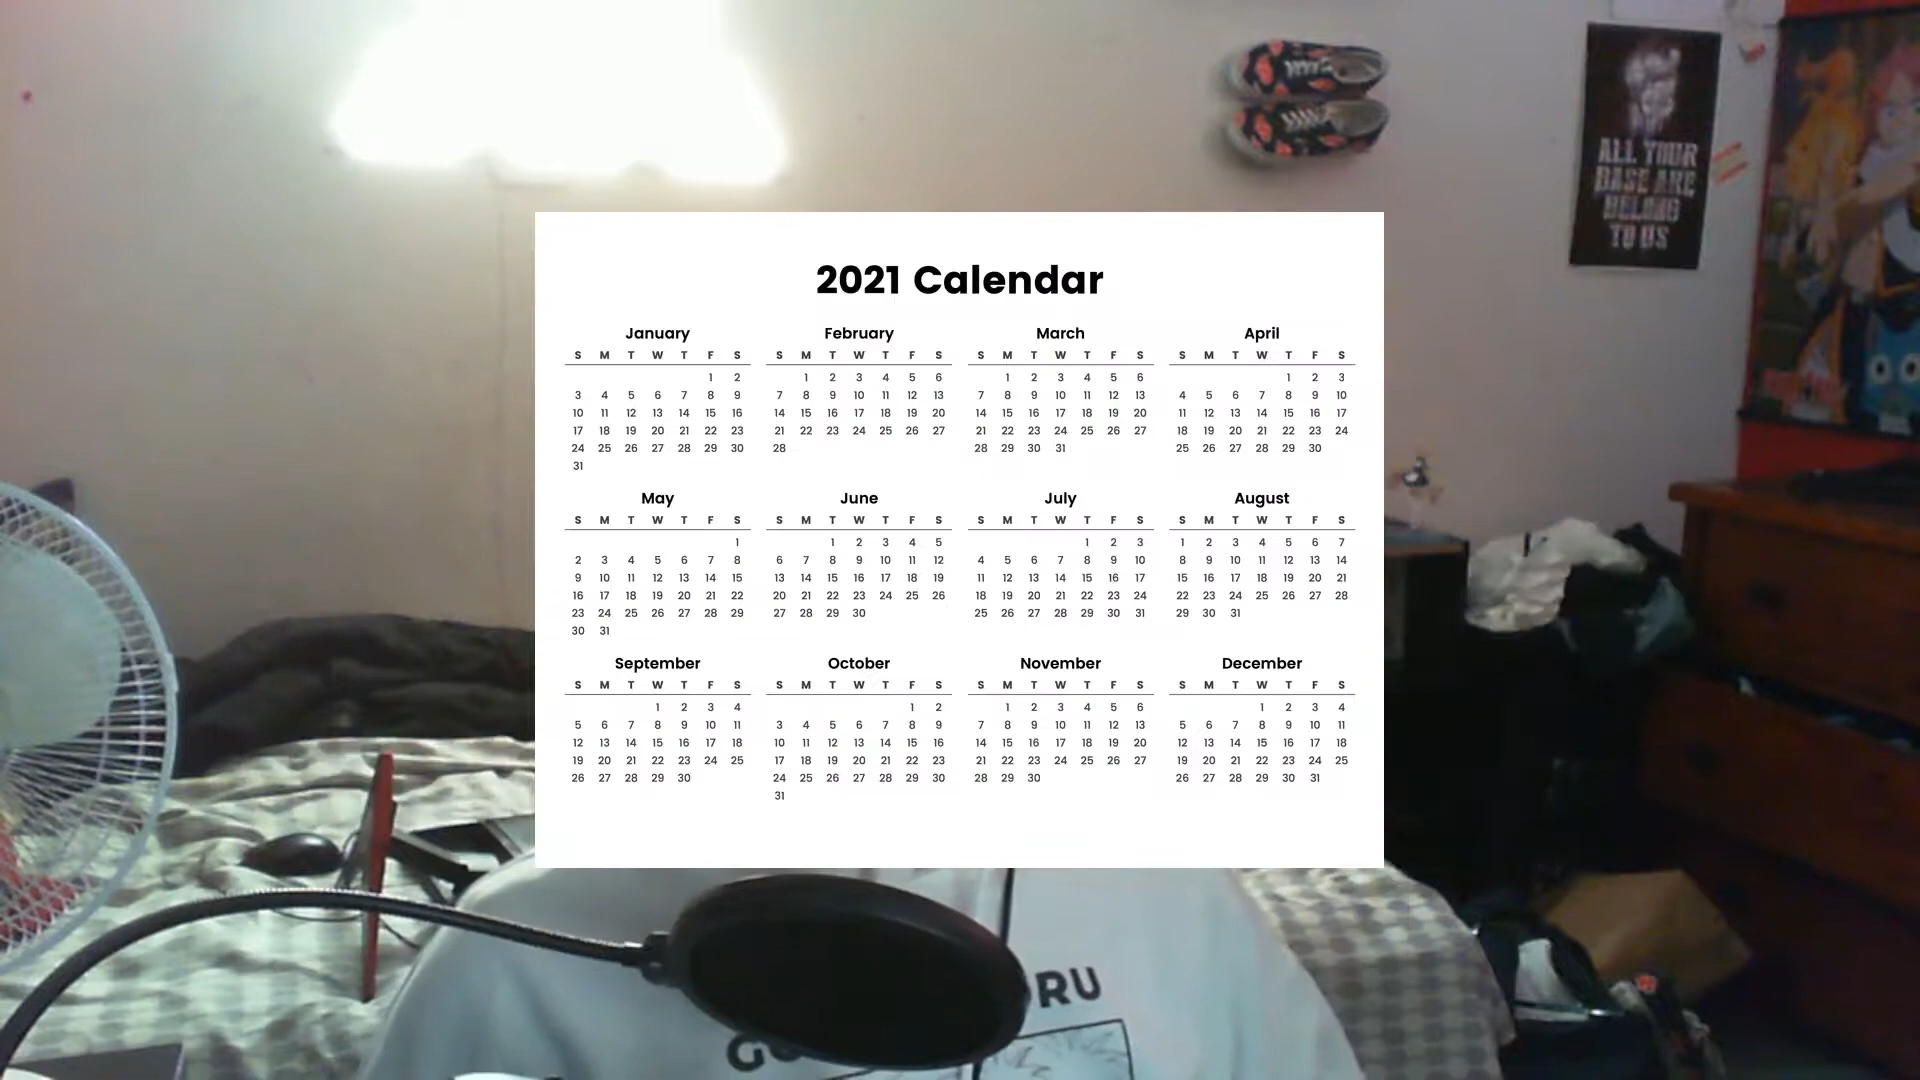 ALL YOUR
BASE ARE
BELONG
TO US
2021 Calendar
January
S M T W T F S
1 2
3 4 5 6 7 8 9
10 11 12 13 14 15 16
17 18 19 20 21 22 23
24 25 26 27 28 29 30
31
February
S M T W T F S
1 2 3 4 5 6
7 8 9 10 11 12 13
14 15 16 17 18 19 20
21 22 23 24 25 26 27
28
March
S M T W T F S
1 2 3 4 5 6
7 8 9 10 11 12 13
14 15 16 17 18 19 20
21 22 23 24 25 26 27
28 29 30 31
April
S M T W T F S
1 2 3
4 5 6 7 8 9 10
11 12 13 14 15 16 17
18 19 20 21 22 23 24
25 26 27 28 29 30
May
S M T W T F S
1
2 3 4 5 6 7 8
9 10 11 12 13 14 15
16 17 18 19 20 21 22
23 24 25 26 27 28 29
30 31
June
S M T W T F S
1 2 3 4 5
6 7 8 9 10 11 12
13 14 15 16 17 18 19
20 21 22 23 24 25 26
27 28 29 30
July
S M T W T F S
1 2 3
4 5 6 7 8 9 10
11 12 13 14 15 16 17
18 19 20 21 22 23 24
25 26 27 28 29 30 31
August
S M T W T F S
1 2 3 4 5 6 7
8 9 10 11 12 13 14
15 16 17 18 19 20 21
22 23 24 25 26 27 28
29 30 31
September
S M T W T F S
1 2 3 4
5 6 7 8 9 10 11
12 13 14 15 16 17 18
19 20 21 22 23 24 25
26 27 28 29 30
October
S M T W T F S
1 2
3 4 5 6 7 8 9
10 11 12 13 14 15 16
17 18 19 20 21 22 23
24 25 26 27 28 29 30
31
November
S M T W T F S
1 2 3 4 5 6
7 8 9 10 11 12 13
14 15 16 17 18 19 20
21 22 23 24 25 26 27
28 29 30
December
S M T W T F S
1 2 3 4
5 6 7 8 9 10 11
12 13 14 15 16 17 18
19 20 21 22 23 24 25
26 27 28 29 30 31